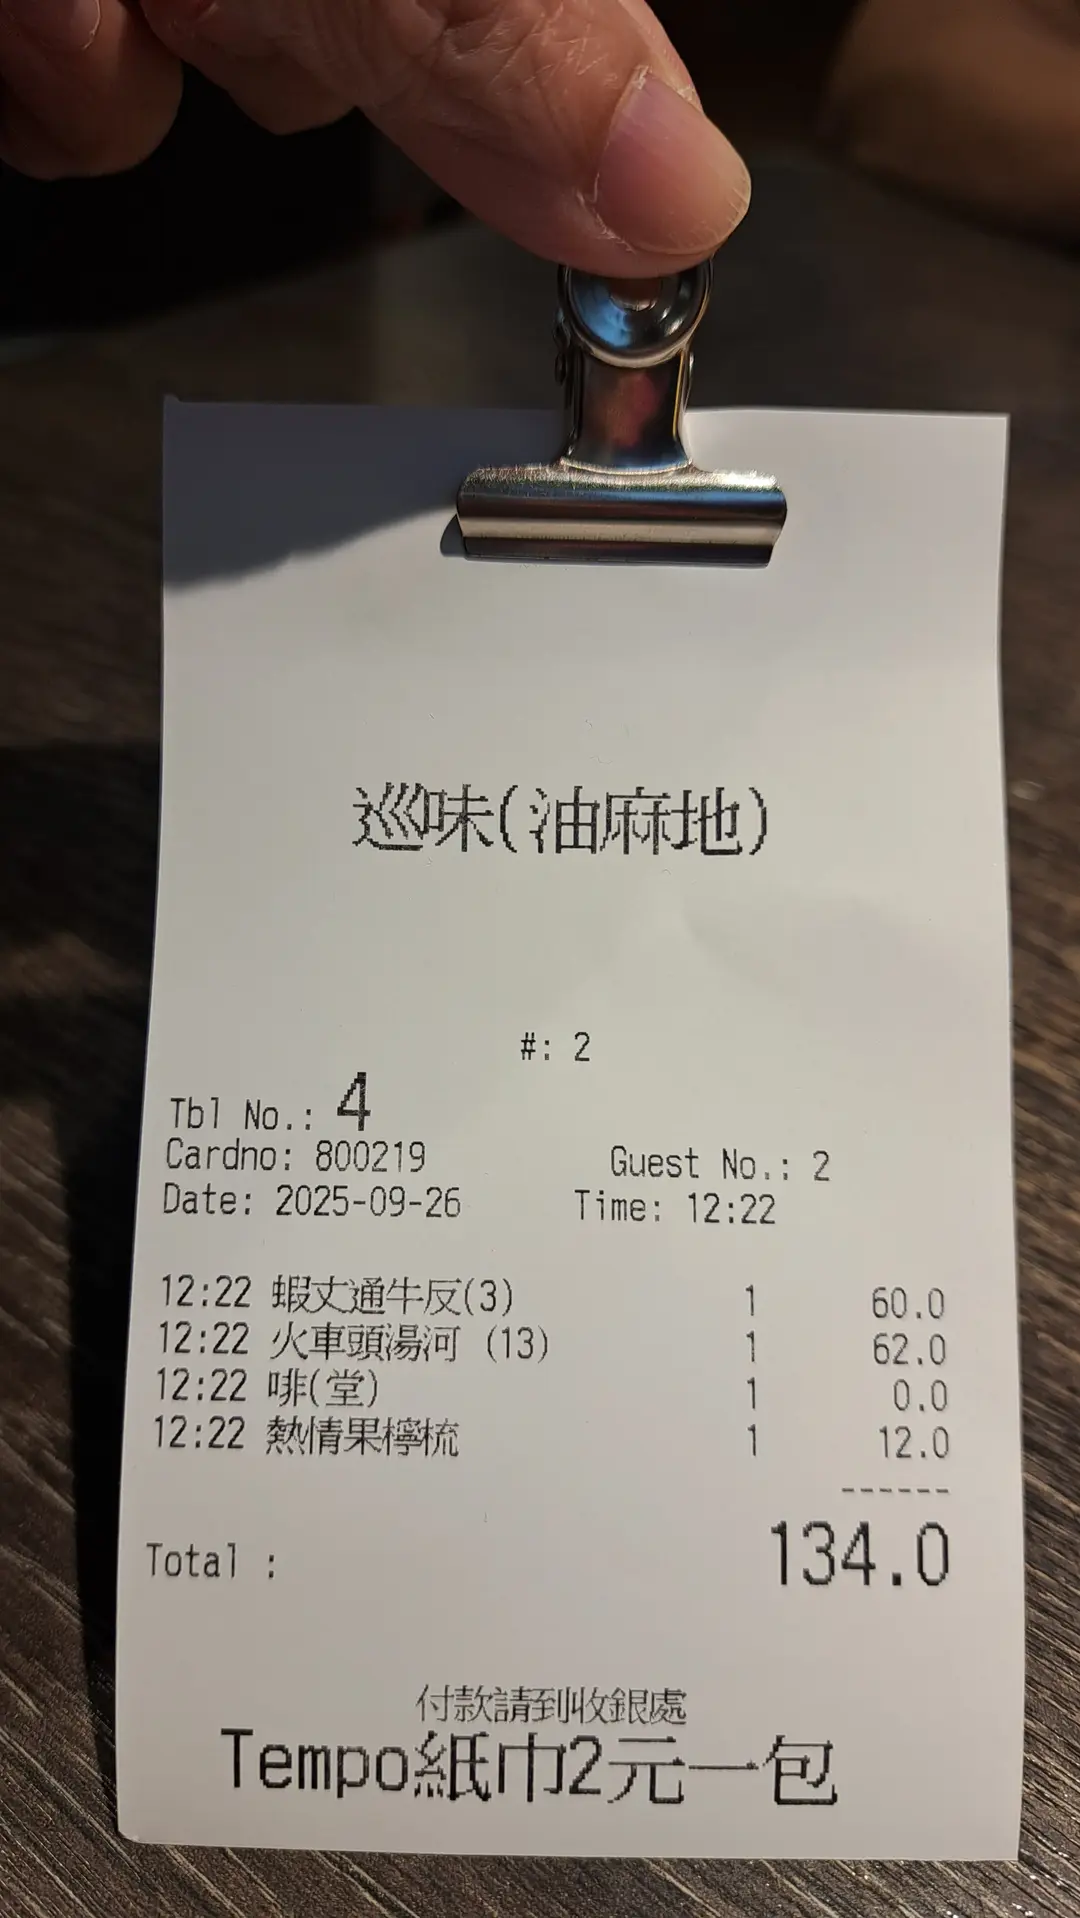 巡味(油麻地)
#: 2
Tbl No.: 4
Cardno: 800219 Guest No.: 2
Date: 2025-09-26 Time: 12:22
12:22 蝦丈通牛反(3) 1 60.0
12:22 火車頭湯河 (13) 1 62.0
12:22 啡(堂) 1 0.0
12:22 熱情果檸梳 1 12.0
------
Total : 134.0
付款請到收銀處
Tempo紙巾2元一包